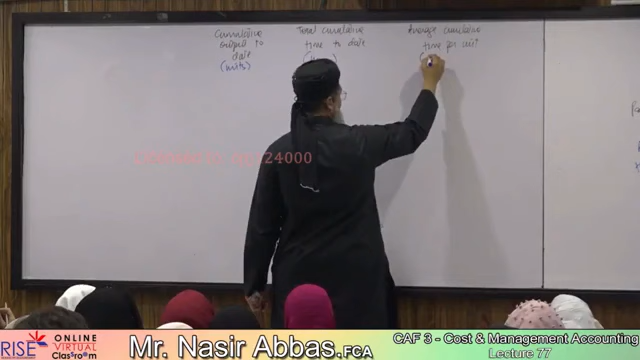 Cumulative
output to
date
(units)
Total cumulative
time to date
Average cumulative
time per unit
RISE
ONLINE
VIRTUAL
Classroom
Mr. Nasir Abbas.FCA
CAF 3 - Cost & Management Accounting
Lecture 77